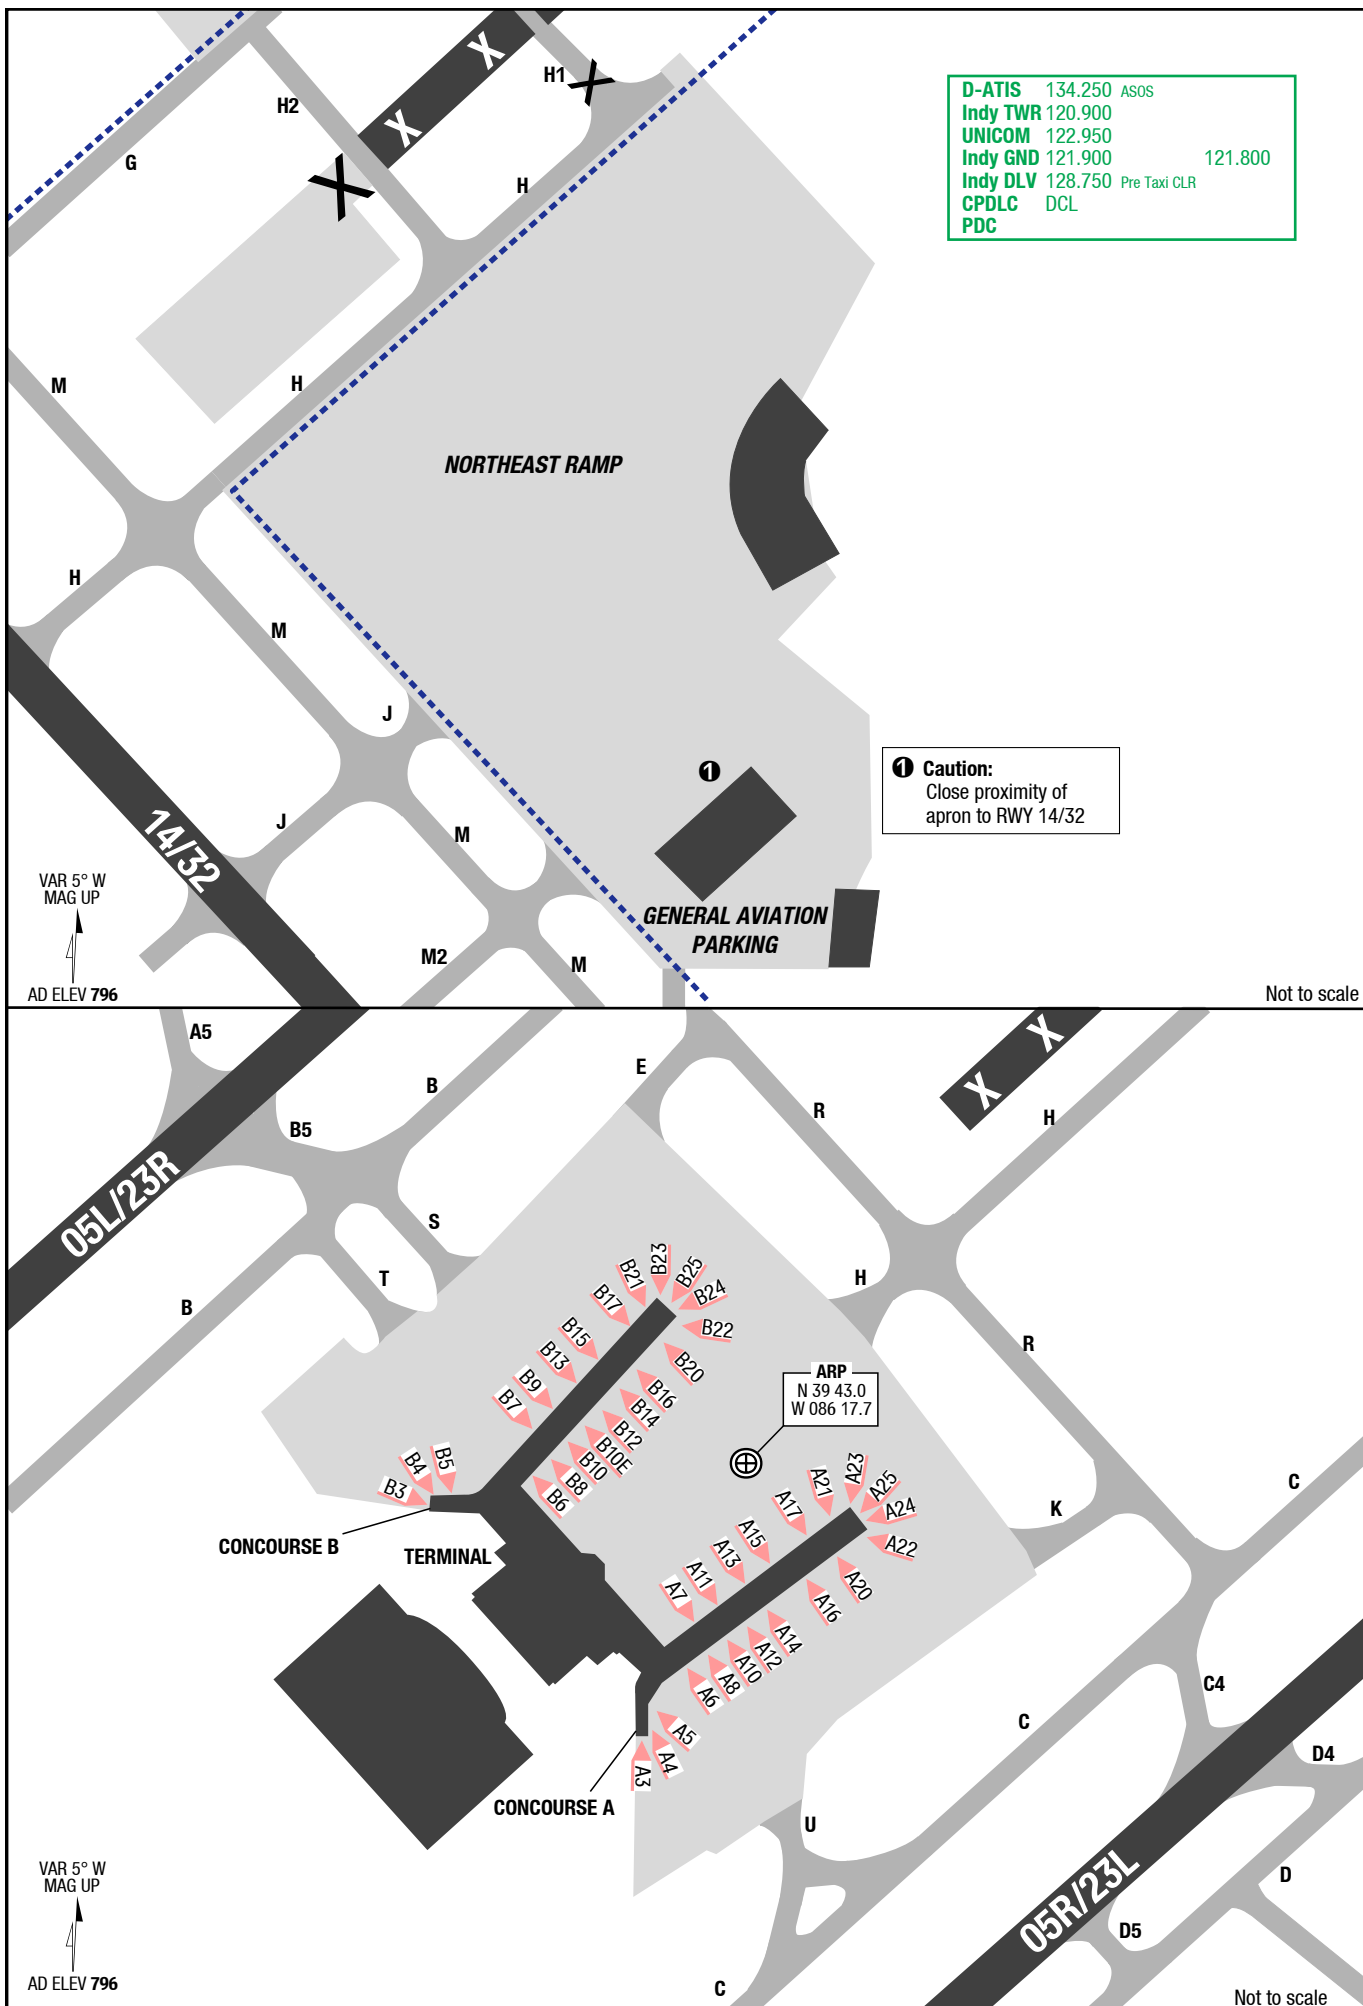 X
X
H1
H2
G
H
D-ATIS 134.250 ASOS
Indy TWR 120.900
UNICOM 122.950
Indy GND 121.900 121.800
Indy DLV 128.750 Pre Taxi CLR
CPDLC DCL
PDC
M
H
NORTHEAST RAMP
H
M
J
J
M
14/32
1
1 Caution:
Close proximity of
apron to RWY 14/32
VAR 5° W
MAG UP
AD ELEV 796
M2
M
GENERAL AVIATION
PARKING
Not to scale
A5
B
B5
E
R
X
X
H
05L/23R
S
T
B
H
R
B23
B21
B25
B24
B17
B22
B15
B13
B20
B9
B16
B7
B14
B12
B10E
B10
B8
B6
B5
B4
B3
ARP
N 39 43.0
W 086 17.7
CONCOURSE B
TERMINAL
A23
A21
A25
A24
A17
A22
A15
A13
A20
A11
A16
A7
A14
A12
A10
A8
A6
A5
A4
A3
CONCOURSE A
K
C
C
C4
D4
U
D
D5
05R/23L
C
VAR 5° W
MAG UP
AD ELEV 796
Not to scale